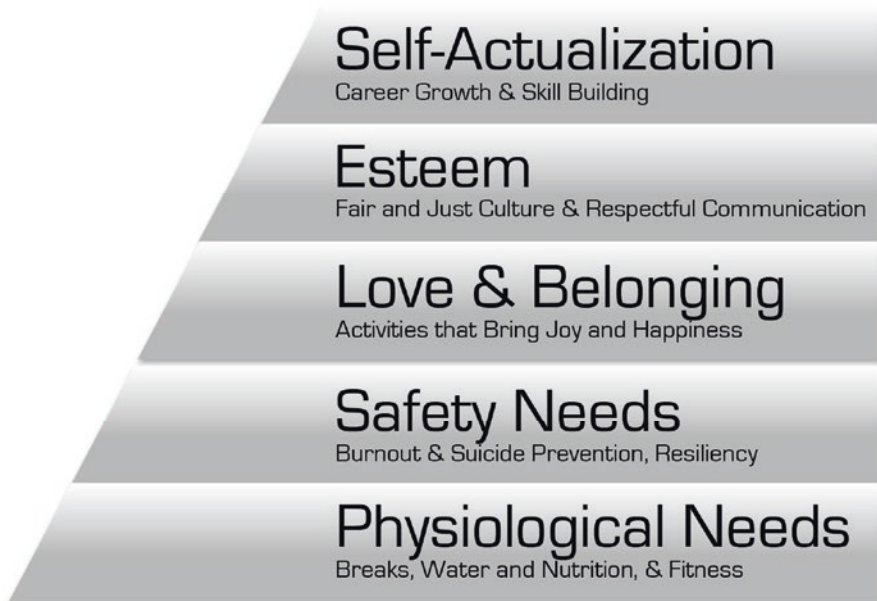 Self-Actualization
Career Growth & Skill Building
Esteem
Fair and Just Culture & Respectful Communication
Love & Belonging
Activities that Bring Joy and Happiness
Safety Needs
Burnout & Suicide Prevention, Resiliency
Physiological Needs
Breaks, Water and Nutrition, & Fitness